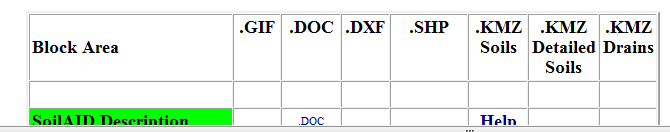 Block Area .GIF .DOC .DXF .SHP .KMZ Soils .KMZ Detailed Soils .KMZ Drains
SoilAID Description .DOC Help